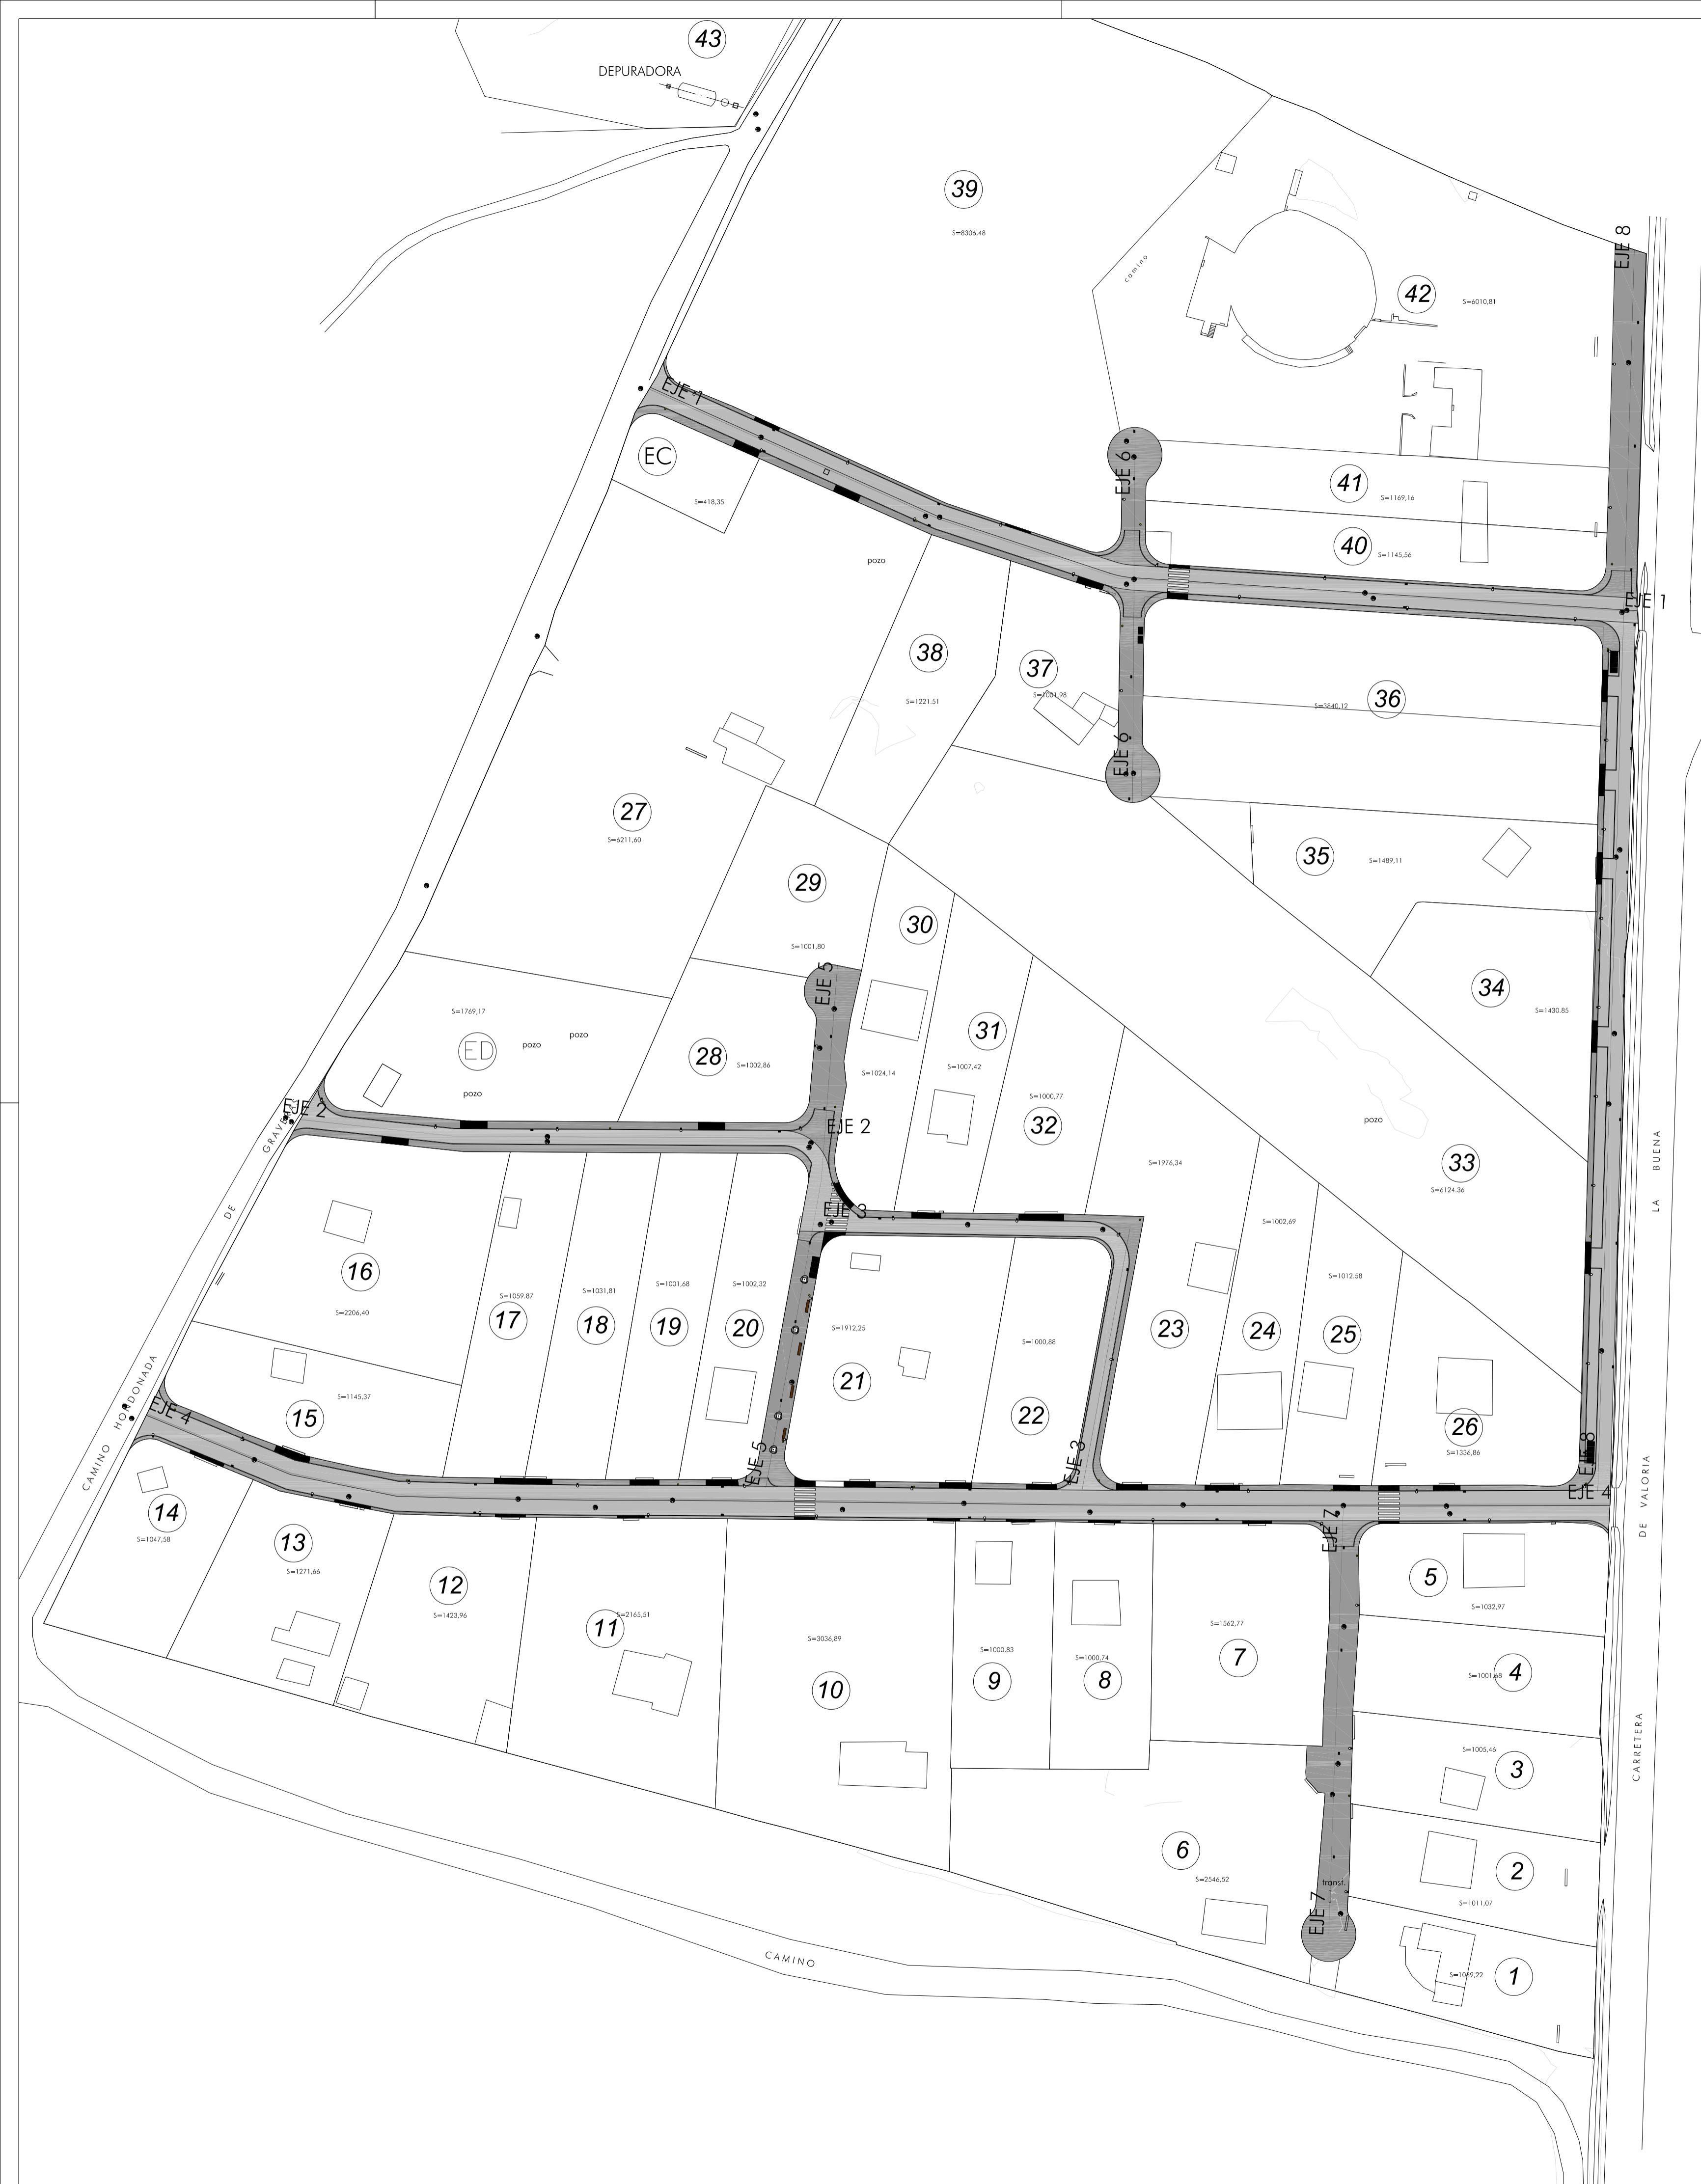 43
DEPURADORA
39
S=8306,48
camino
EJE 8
42
S=6010,81
EJE 1
EC
S=418,35
EJE 6
41
S=1169,16
40
S=1145,56
pozo
EJE 1
38
S=1221.51
37
S=1001,98
36
S=3840,12
EJE 6
27
S=6211,60
35
S=1489,11
29
S=1001,80
30
EJE 5
34
S=1430.85
S=1769,17
ED
pozo
pozo
pozo
28
S=1002,86
S=1024,14
31
S=1007,42
S=1000,77
32
EJE 2
EJE 2
pozo
33
S=6124.36
S=1976,34
CAMINO HONDONADA DE
16
S=2206,40
S=1059.87
17
S=1031,81
18
S=1001,68
19
S=1002,32
20
S=1912,25
21
S=1000,88
22
23
S=1002,69
24
S=1012.58
25
26
S=1336,86
S=1145,37
15
EJE 4
EJE 5
EJE 3
EJE 8
EJE 4
14
S=1047,58
13
S=1271,66
12
S=1423,96
11
S=2165,51
S=3036,89
10
S=1000,83
9
S=1000,74
8
S=1562,77
7
EJE 7
5
S=1032,97
4
S=1001,68
S=1005,46
3
2
S=1011,07
6
S=2546,52
transf.
EJE 7
S=1069,22
1
CAMINO
CARRETERA DE VALORIA LA BUENA